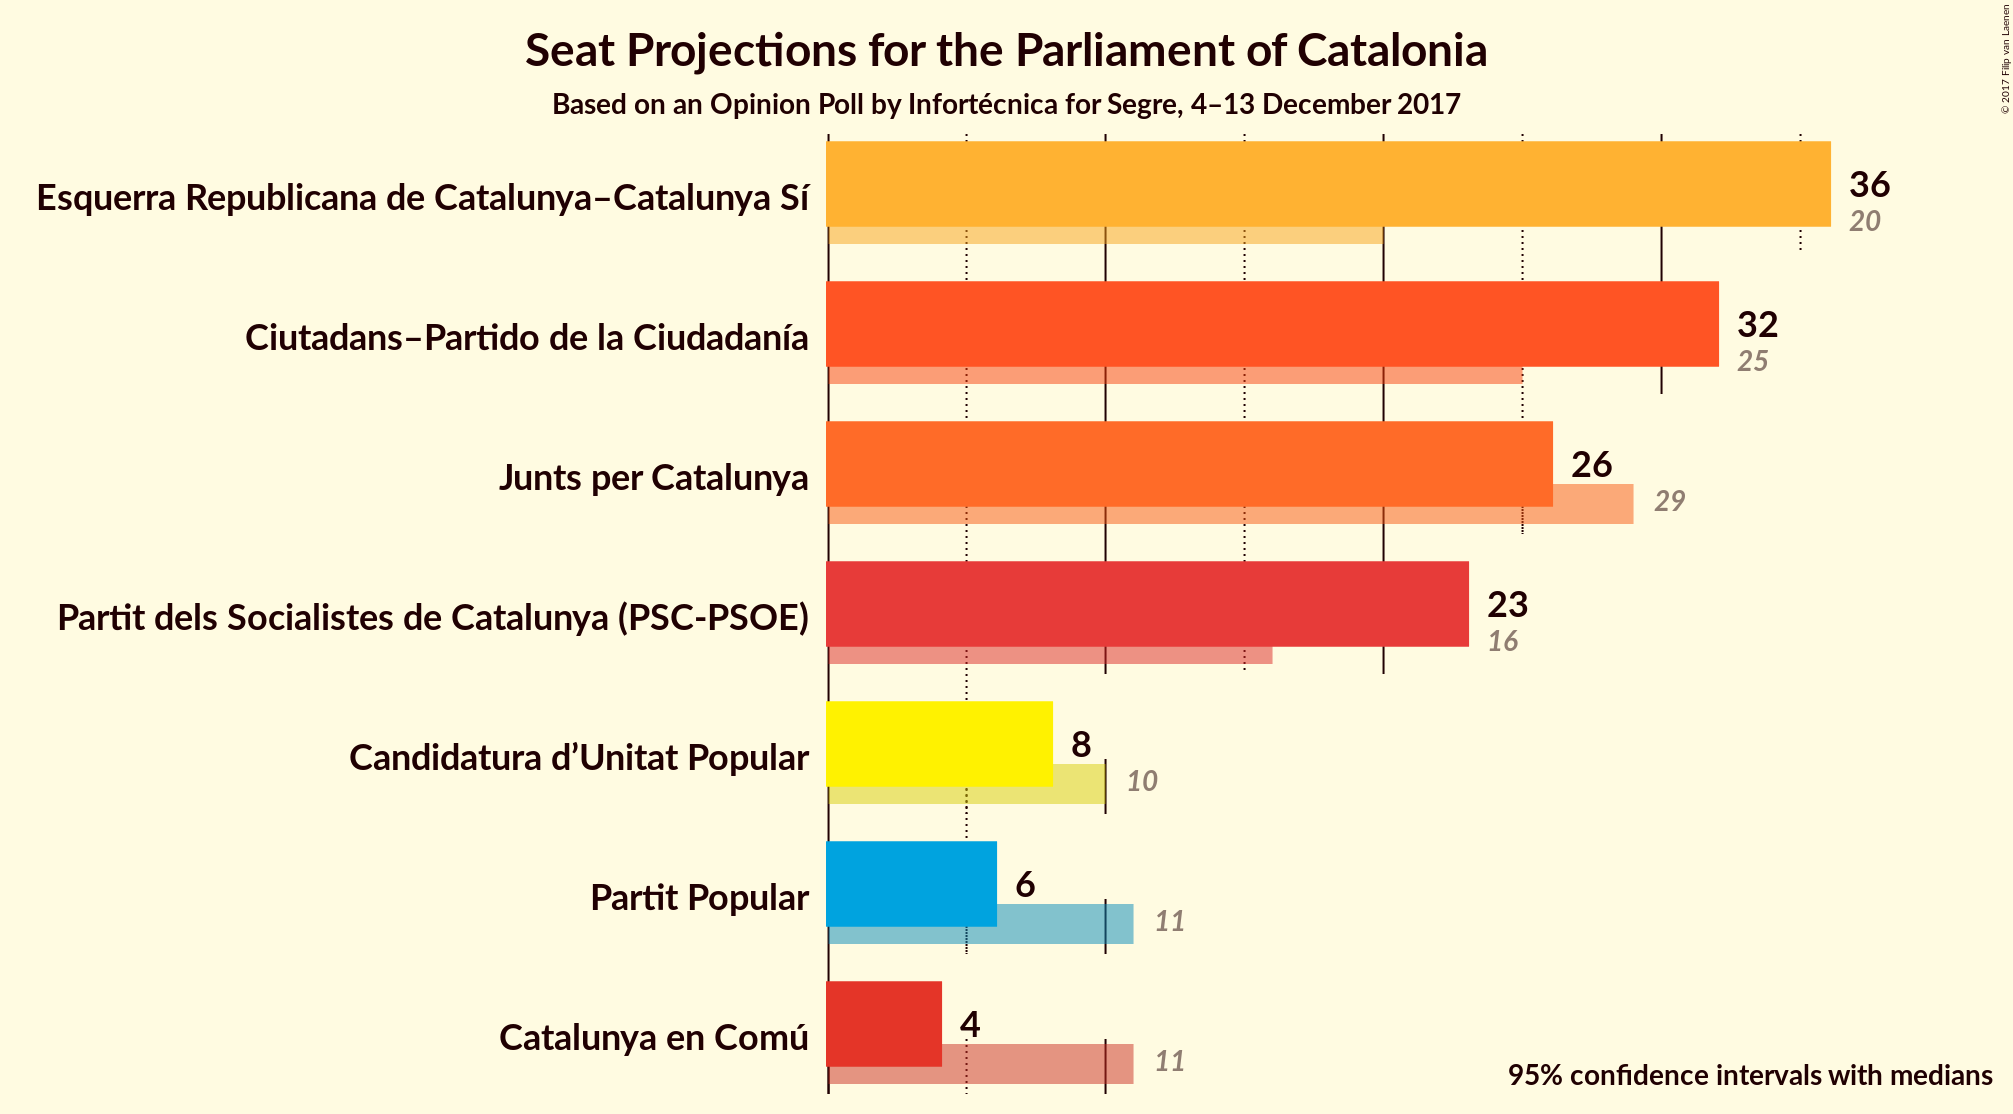 Seat Projections for the Parliament of Catalonia
Based on an Opinion Poll by Infortécnica for Segre, 4–13 December 2017
© 2017 Filip van Laenen
Esquerra Republicana de Catalunya–Catalunya Sí
36
20
Ciutadans–Partido de la Ciudadanía
32
25
Junts per Catalunya
26
29
Partit dels Socialistes de Catalunya (PSC-PSOE)
23
16
Candidatura d’Unitat Popular
8
10
Partit Popular
6
11
Catalunya en Comú
4
11
95% confidence intervals with medians